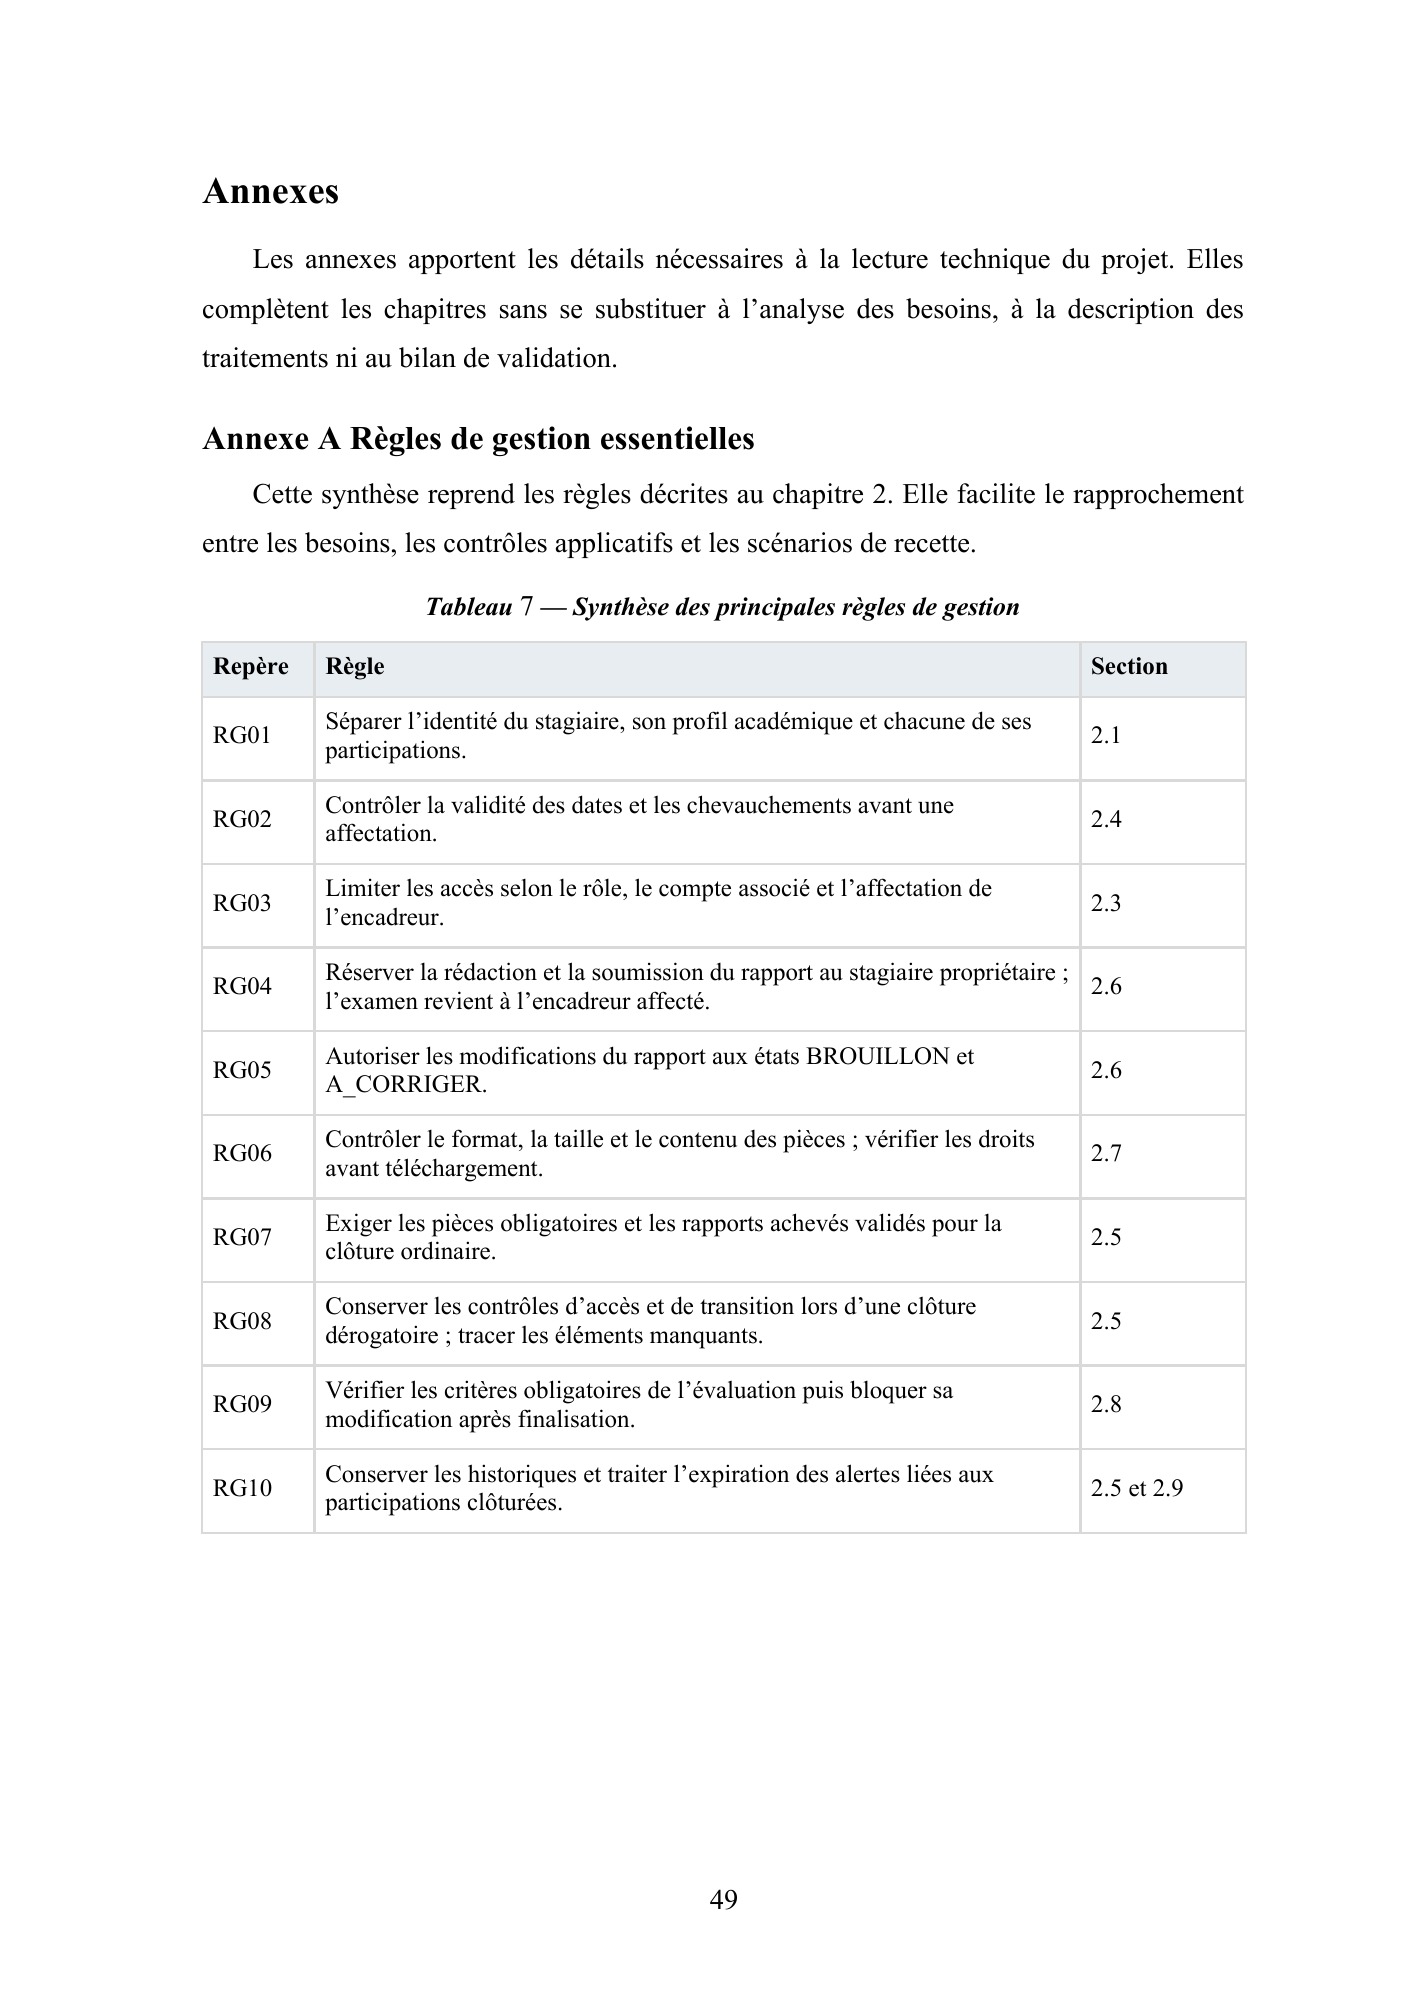 Annexes
Les annexes apportent les détails nécessaires à la lecture technique du projet. Elles
complètent les chapitres sans se substituer à l’analyse des besoins, à la description des
traitements ni au bilan de validation.
Annexe A Règles de gestion essentielles
Cette synthèse reprend les règles décrites au chapitre 2. Elle facilite le rapprochement
entre les besoins, les contrôles applicatifs et les scénarios de recette.
Tableau 7 — Synthèse des principales règles de gestion
Repère Règle Section
RG01 Séparer l’identité du stagiaire, son profil académique et chacune de ses
participations. 2.1
RG02 Contrôler la validité des dates et les chevauchements avant une
affectation. 2.4
RG03 Limiter les accès selon le rôle, le compte associé et l’affectation de
l’encadreur. 2.3
RG04 Réserver la rédaction et la soumission du rapport au stagiaire propriétaire ;
l’examen revient à l’encadreur affecté. 2.6
RG05 Autoriser les modifications du rapport aux états BROUILLON et
A_CORRIGER. 2.6
RG06 Contrôler le format, la taille et le contenu des pièces ; vérifier les droits
avant téléchargement. 2.7
RG07 Exiger les pièces obligatoires et les rapports achevés validés pour la
clôture ordinaire. 2.5
RG08 Conserver les contrôles d’accès et de transition lors d’une clôture
dérogatoire ; tracer les éléments manquants. 2.5
RG09 Vérifier les critères obligatoires de l’évaluation puis bloquer sa
modification après finalisation. 2.8
RG10 Conserver les historiques et traiter l’expiration des alertes liées aux
participations clôturées. 2.5 et 2.9
49